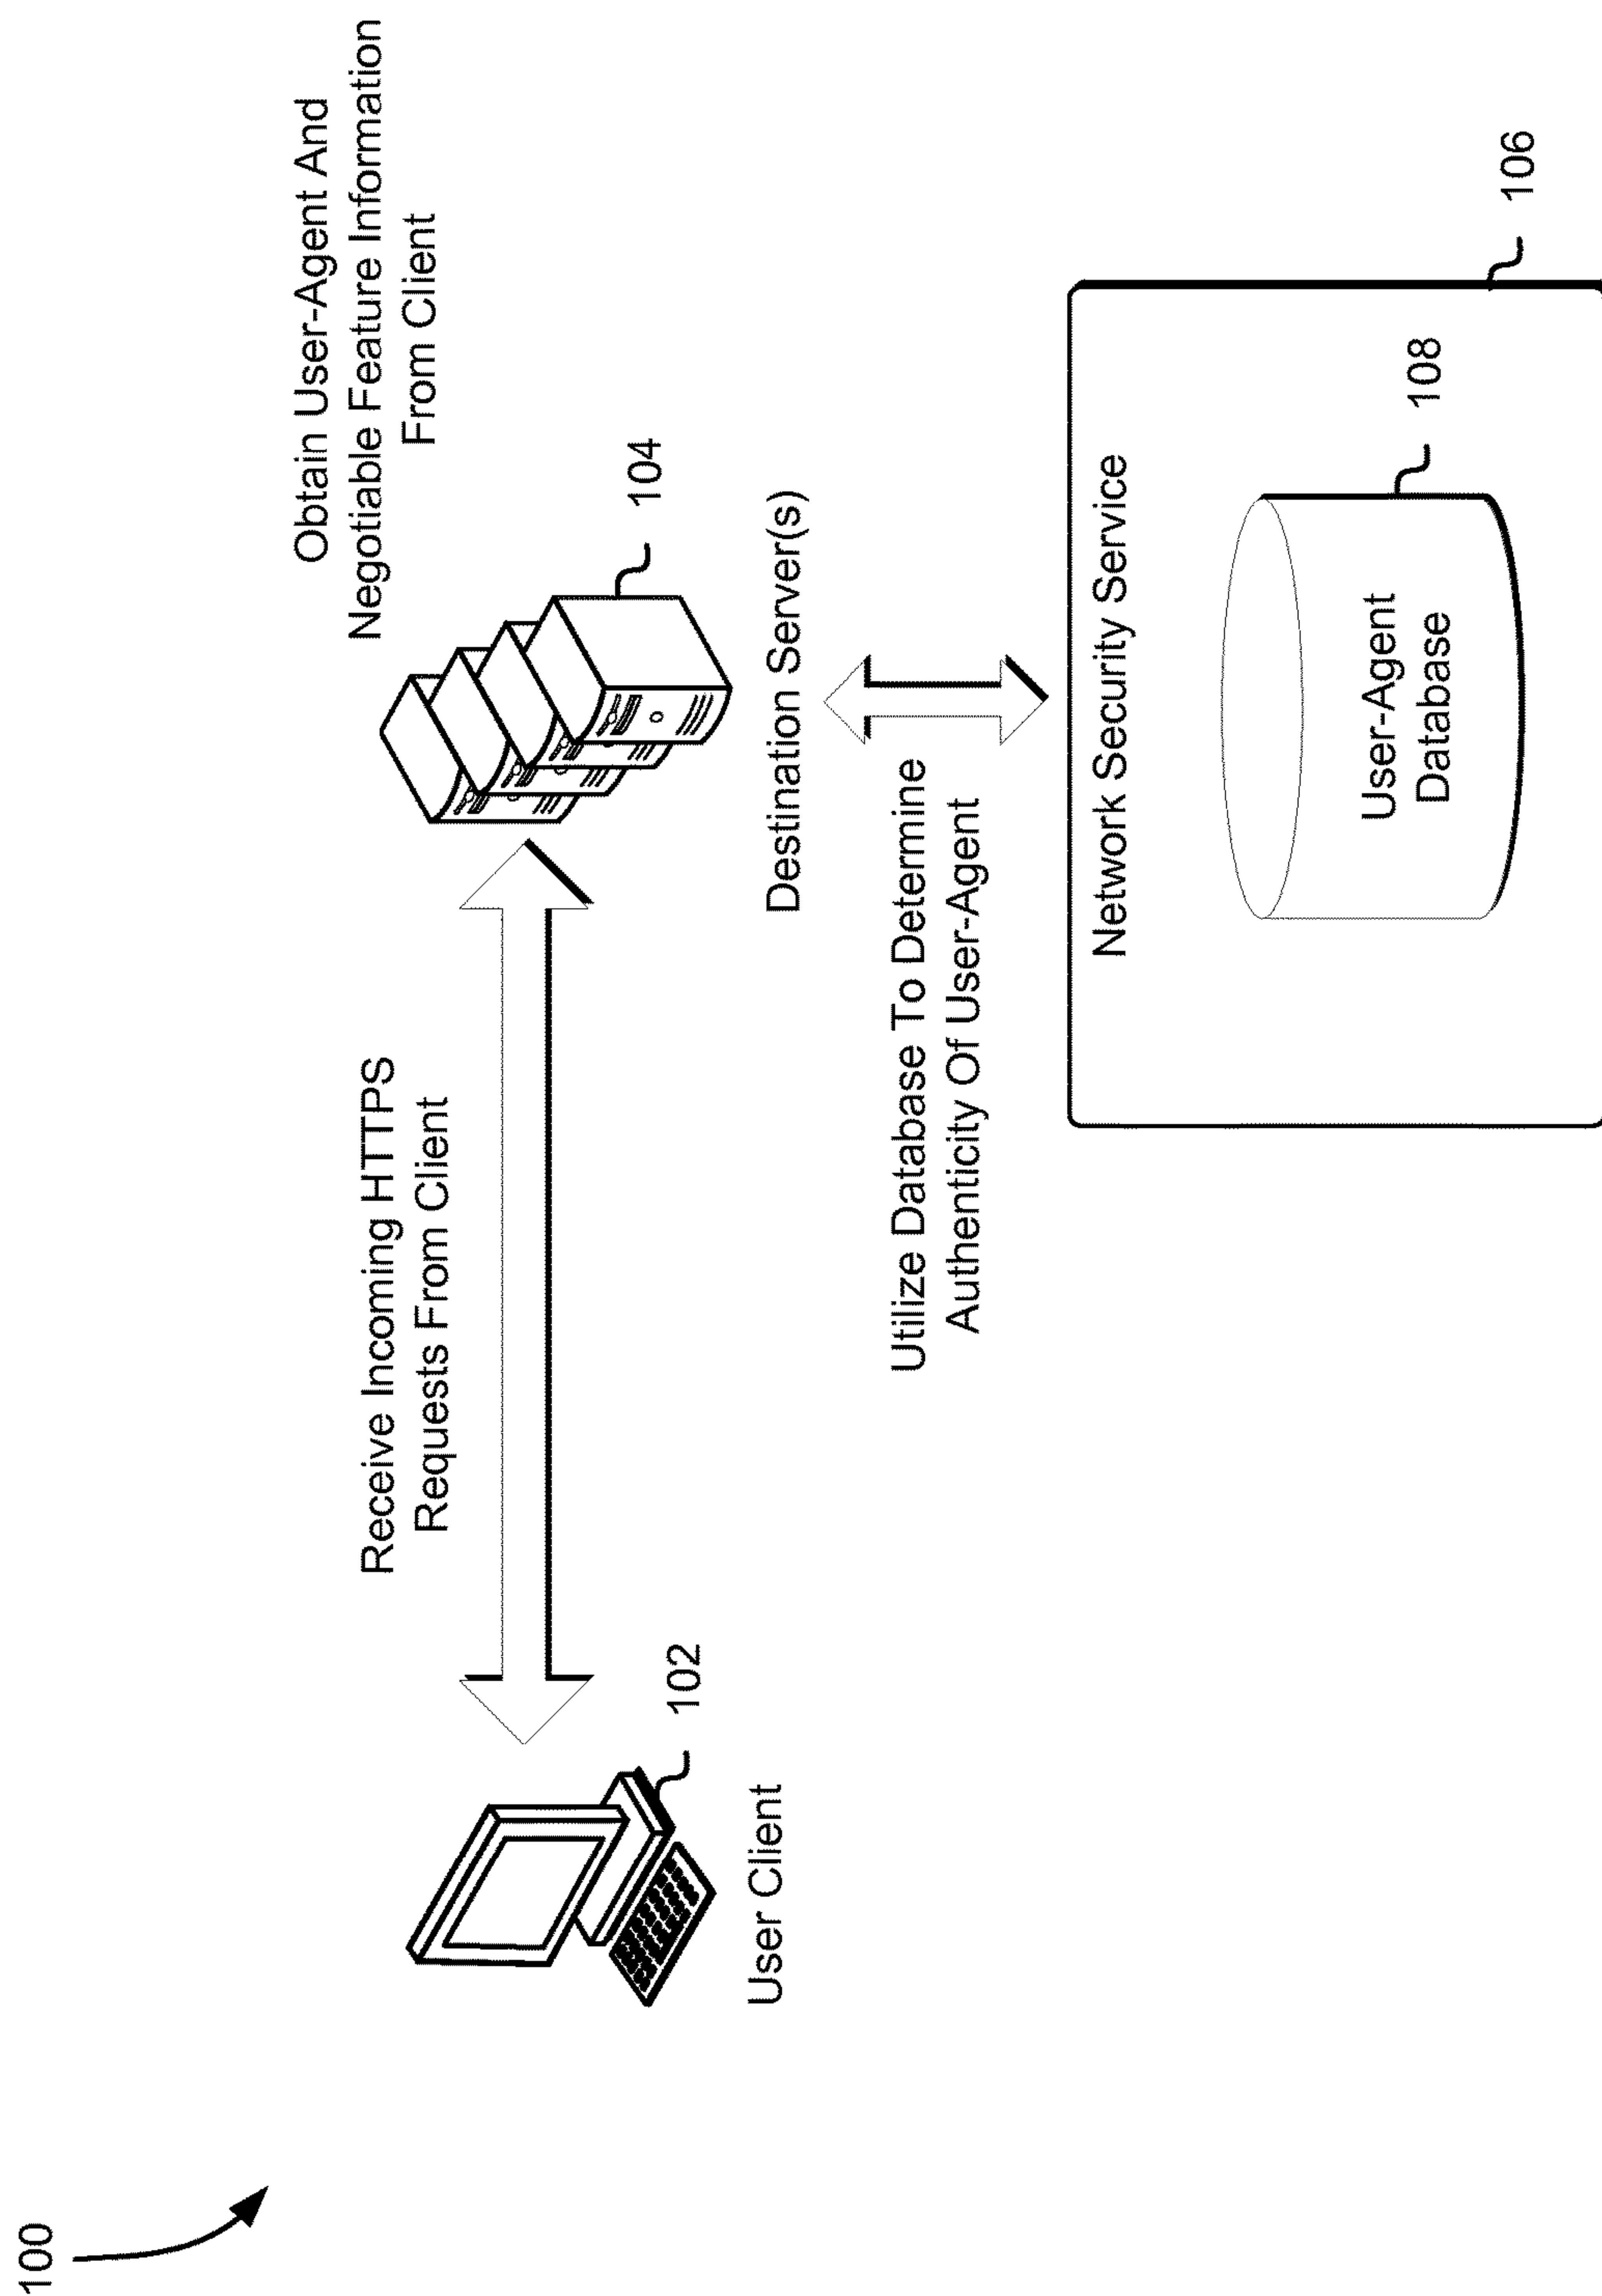 100
Obtain User-Agent And
Negotiable Feature Information
From Client
Receive Incoming HTTPS
Requests From Client
104
102
User Client
Destination Server(s)
Utilize Database To Determine
Authenticity Of User-Agent
Network Security Service
108
User-Agent
Database
106